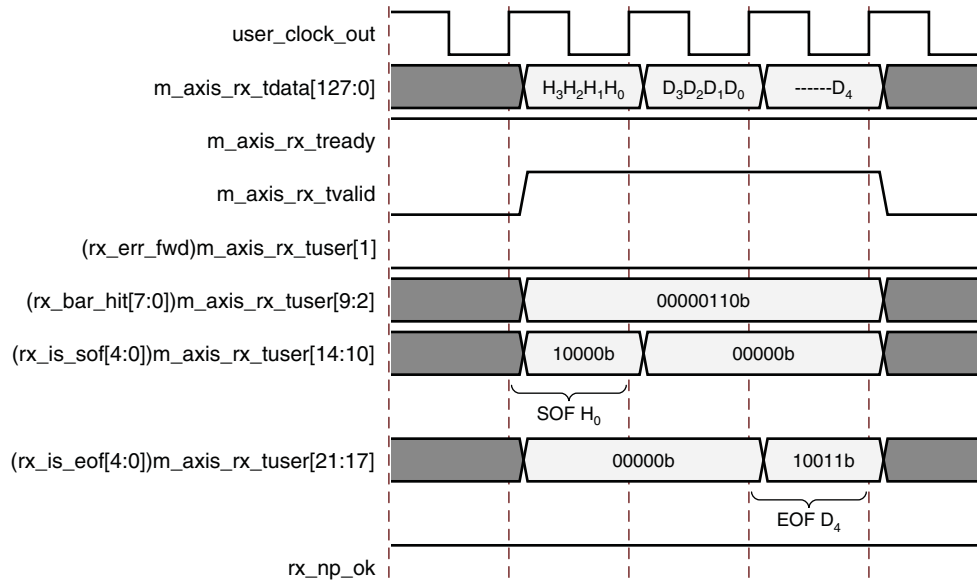 user_clock_out
m_axis_rx_tdata[127:0] H₃H₂H₁H₀ D₃D₂D₁D₀ ------D₄
m_axis_rx_tready
m_axis_rx_tvalid
(rx_err_fwd)m_axis_rx_tuser[1]
(rx_bar_hit[7:0])m_axis_rx_tuser[9:2] 00000110b
(rx_is_sof[4:0])m_axis_rx_tuser[14:10] 10000b 00000b
SOF H₀
(rx_is_eof[4:0])m_axis_rx_tuser[21:17] 00000b 10011b
EOF D₄
rx_np_ok